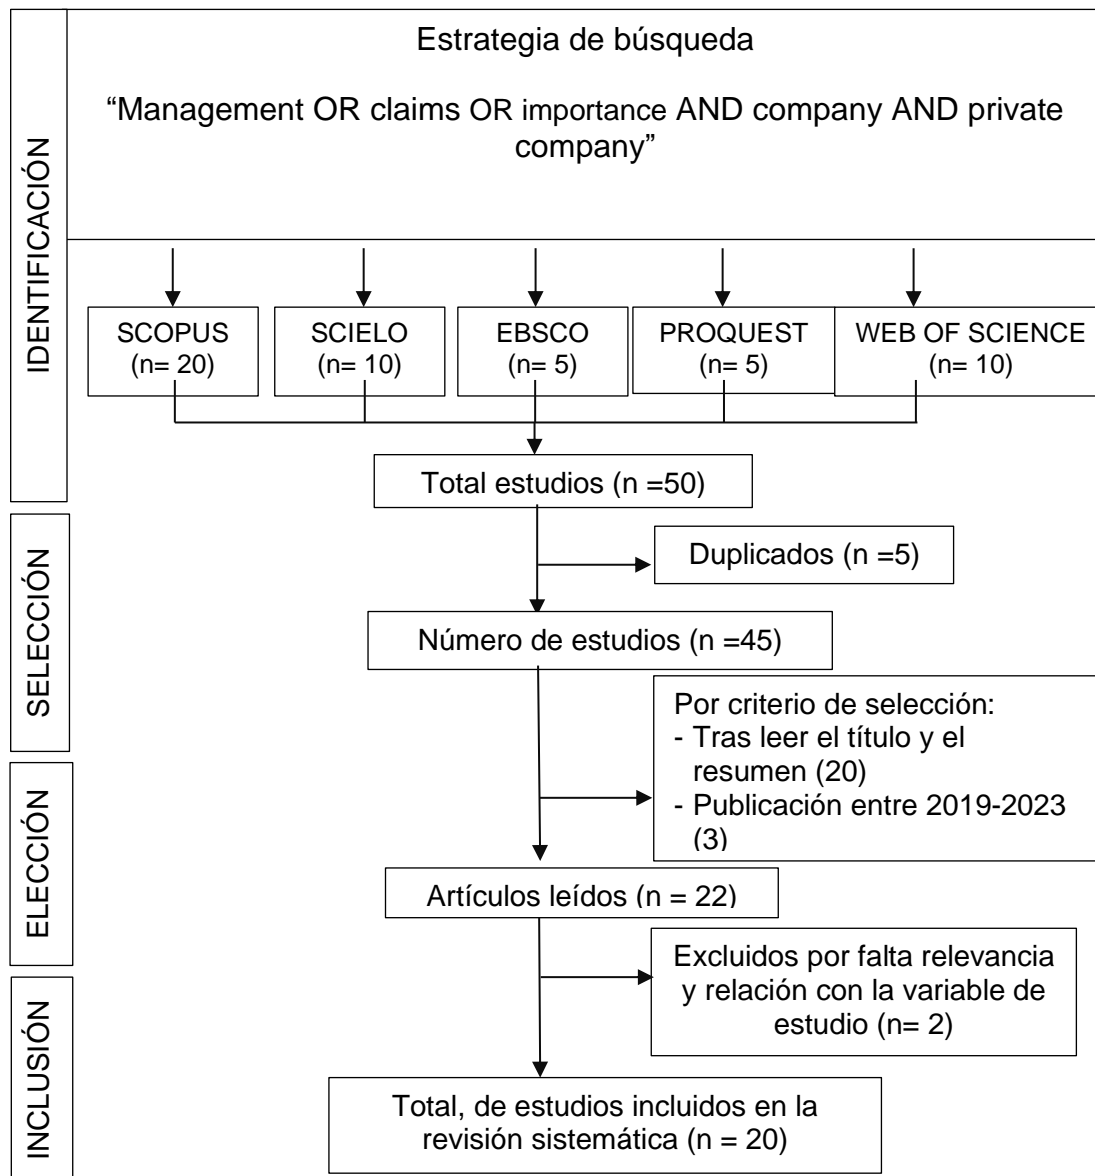 Estrategia de búsqueda
“Management OR claims OR importance AND company AND private
company”
IDENTIFICACIÓN
SCOPUS
(n= 20)
SCIELO
(n= 10)
EBSCO
(n= 5)
PROQUEST
(n= 5)
WEB OF SCIENCE
(n= 10)
Total estudios (n =50)
SELECCIÓN
Duplicados (n =5)
Número de estudios (n =45)
Por criterio de selección:
- Tras leer el título y el
resumen (20)
- Publicación entre 2019-2023
(3)
ELECCIÓN
Artículos leídos (n = 22)
Excluidos por falta relevancia
y relación con la variable de
estudio (n= 2)
INCLUSIÓN
Total, de estudios incluidos en la
revisión sistemática (n = 20)